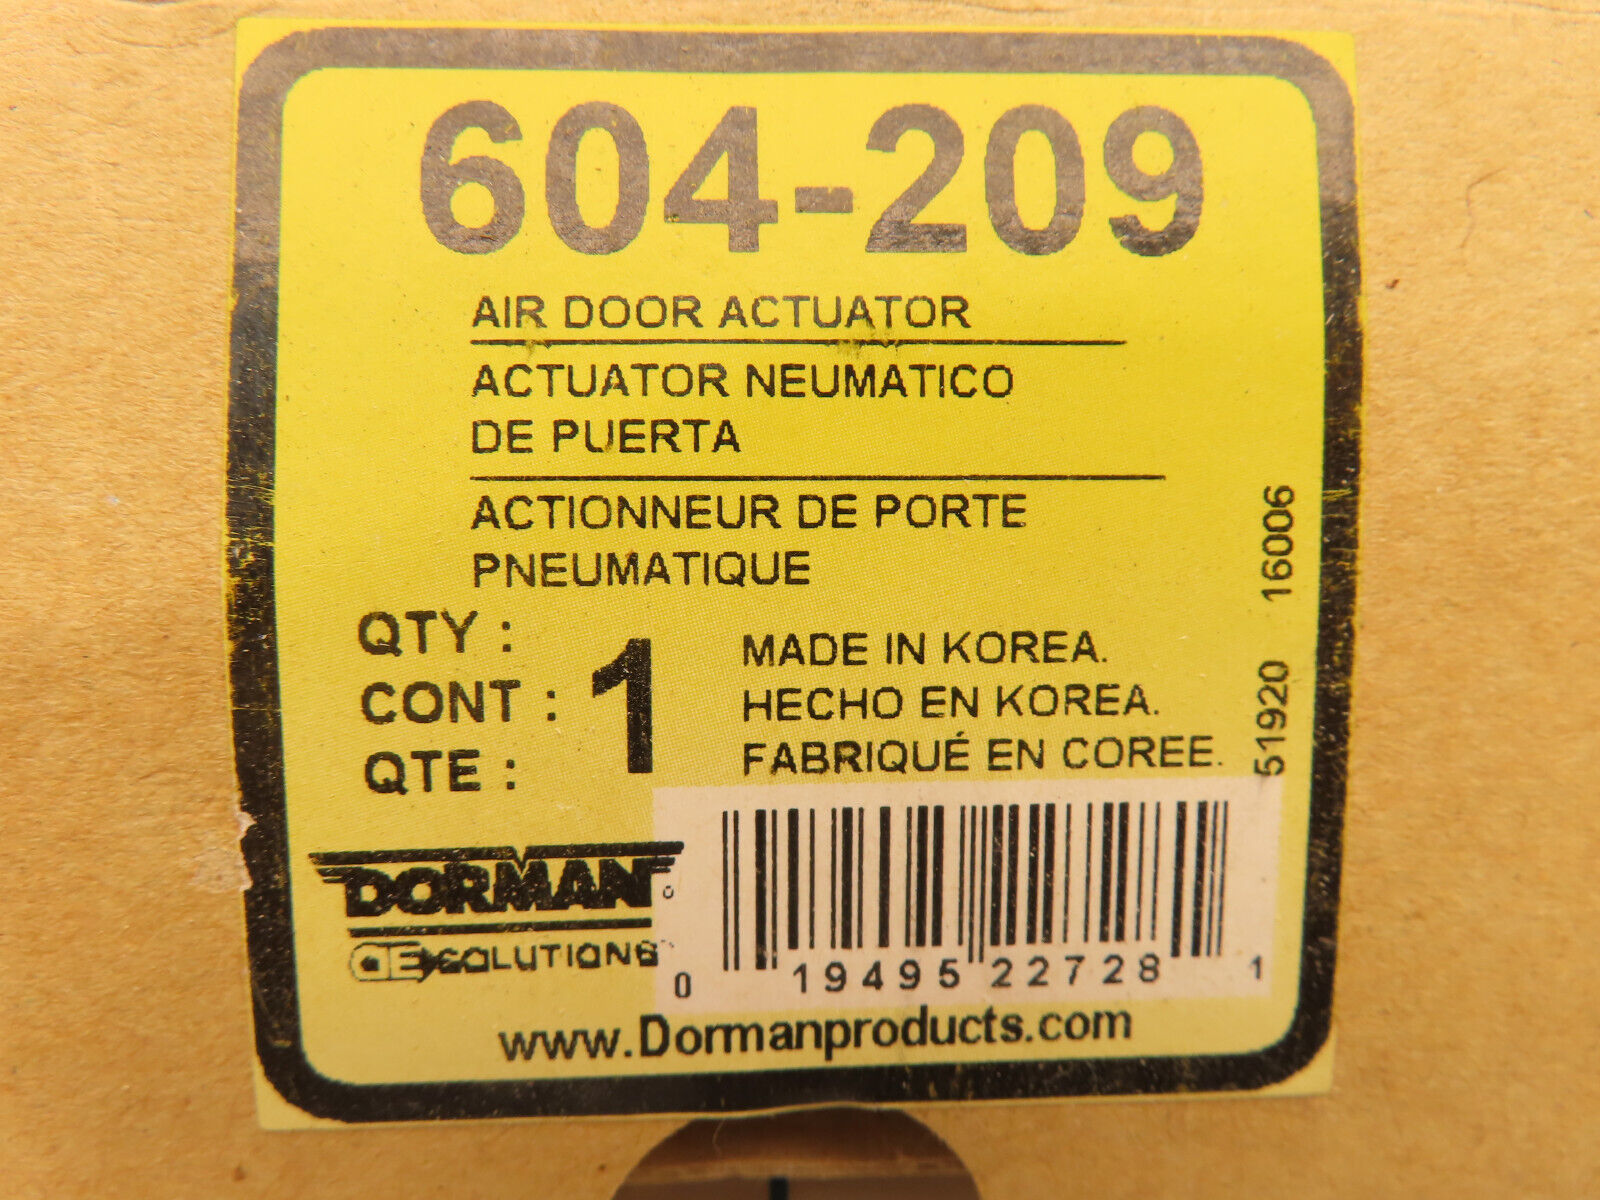 604-209
AIR DOOR ACTUATOR
ACTUATOR NEUMATICO
DE PUERTA
ACTIONNEUR DE PORTE
PNEUMATIQUE
QTY :
CONT :
QTE :
1
MADE IN KOREA.
HECHO EN KOREA.
FABRIQUÉ EN COREE.
51920 16006
DORMAN
OE SOLUTIONS
0 19495 22728 1
www.Dormanproducts.com